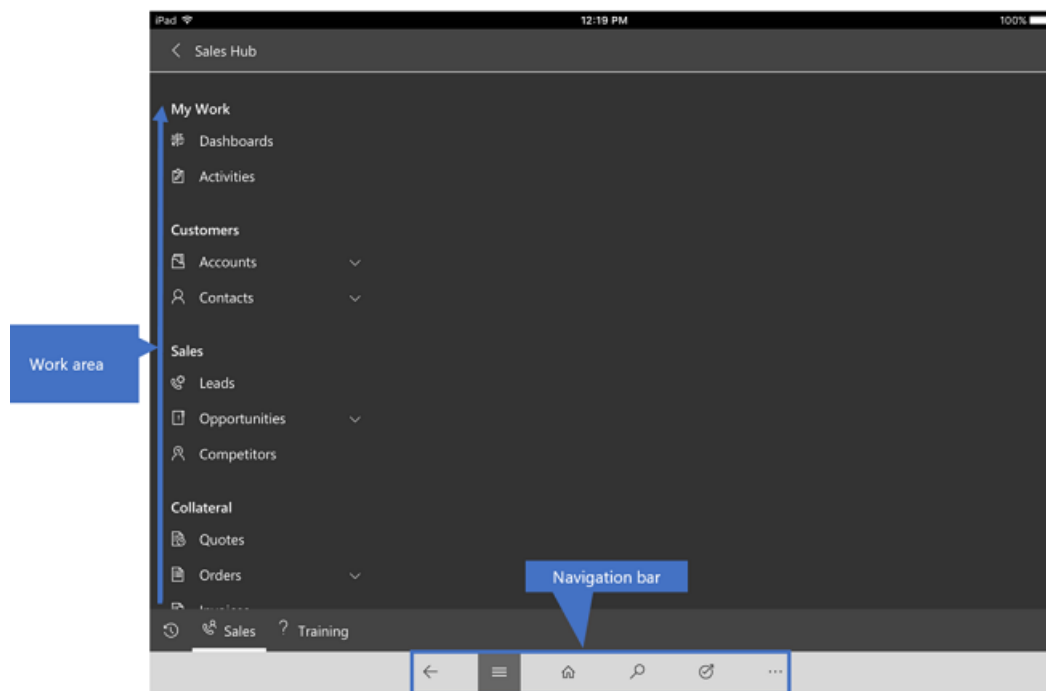 iPad 12:19 PM 100%
Sales Hub
My Work
Dashboards
Activities
Customers
Accounts
Contacts
Work area
Sales
Leads
Opportunities
Competitors
Collateral
Quotes
Orders
Navigation bar
Sales ? Training